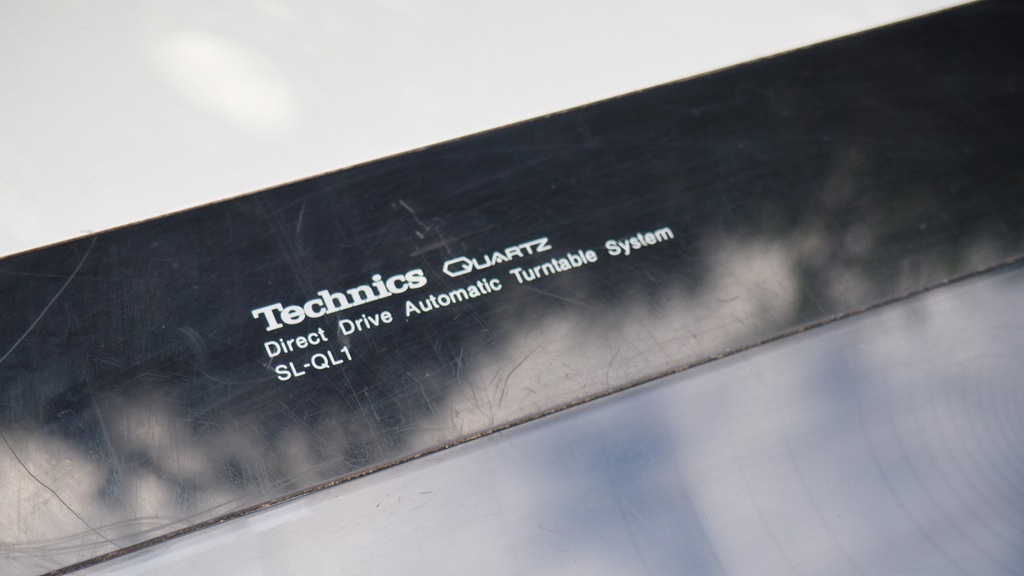 Technics QUARTZ
Direct Drive Automatic Turntable System
SL-QL1